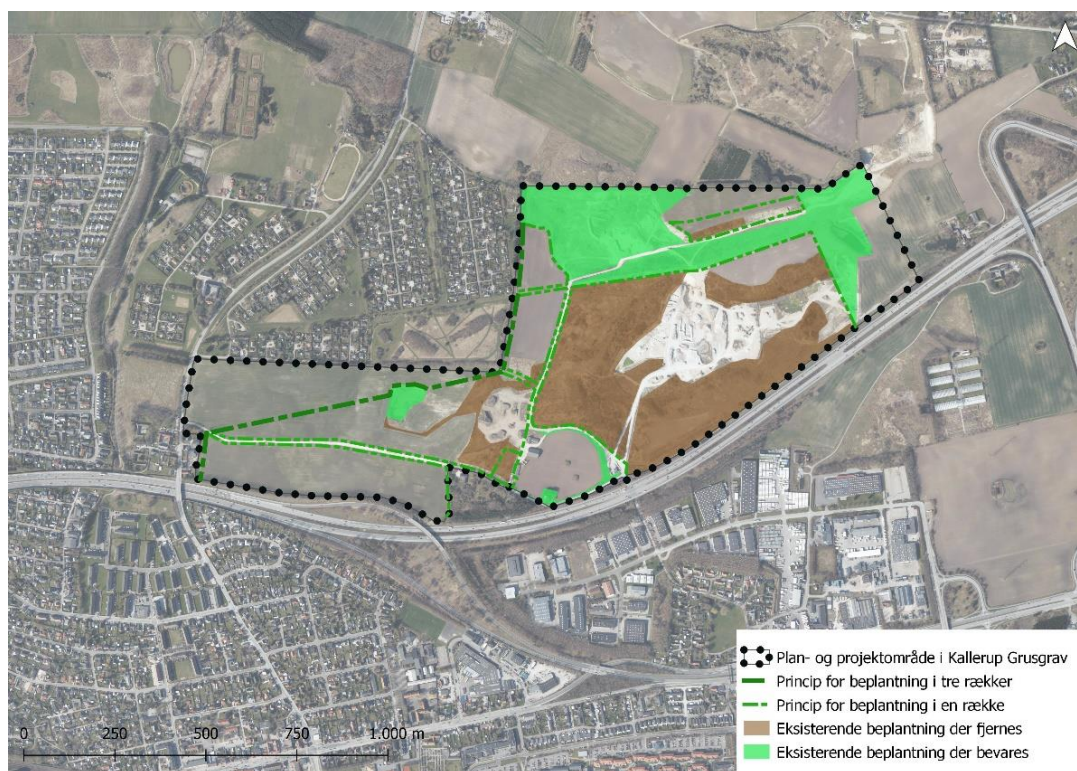 Plan- og projektområde i Kallerup Grusgrav
Princip for beplantning i tre rækker
Princip for beplantning i en række
Eksisterende beplantning der fjernes
Eksisterende beplantning der bevares
0 250 500 750 1.000 m